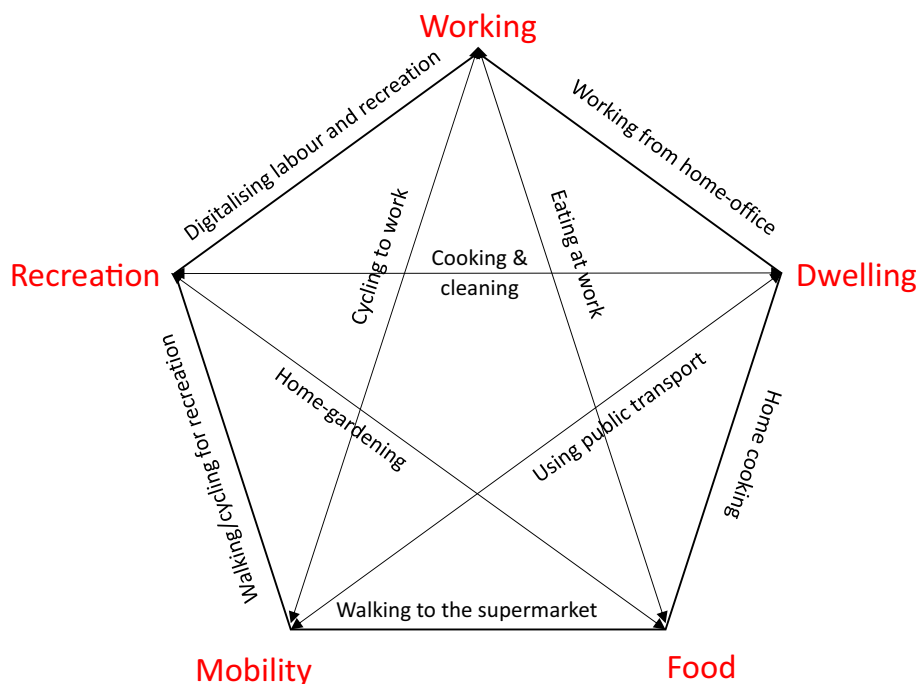 Working
Digitalising labour and recreation
Working from home-office
Cycling to work
Eating at work
Recreation
Cooking &
cleaning
Dwelling
Walking/cycling for recreation
Home-gardening
Using public transport
Home cooking
Walking to the supermarket
Mobility
Food